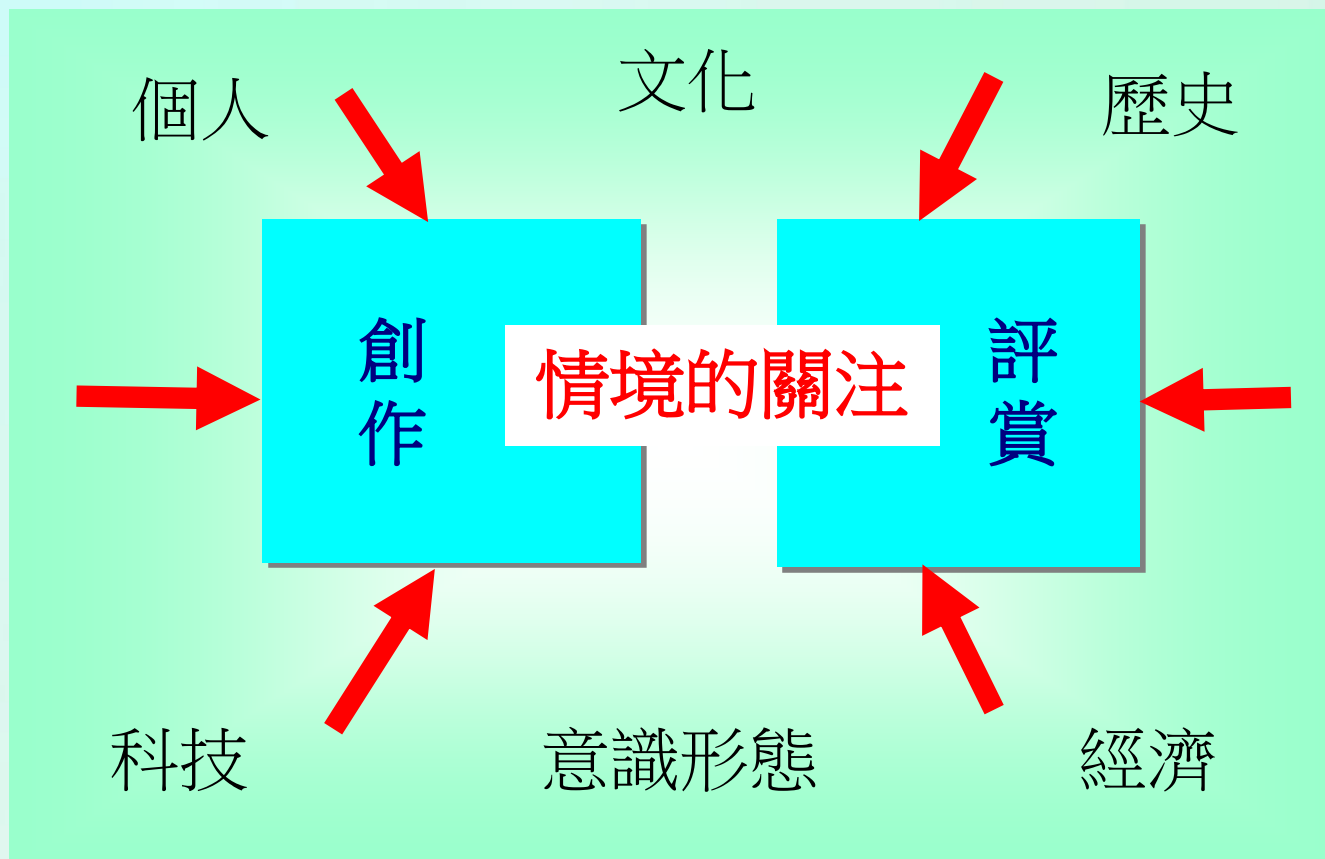 個人
文化
歷史
創
作
情境的關注
評
賞
科技
意識形態
經濟